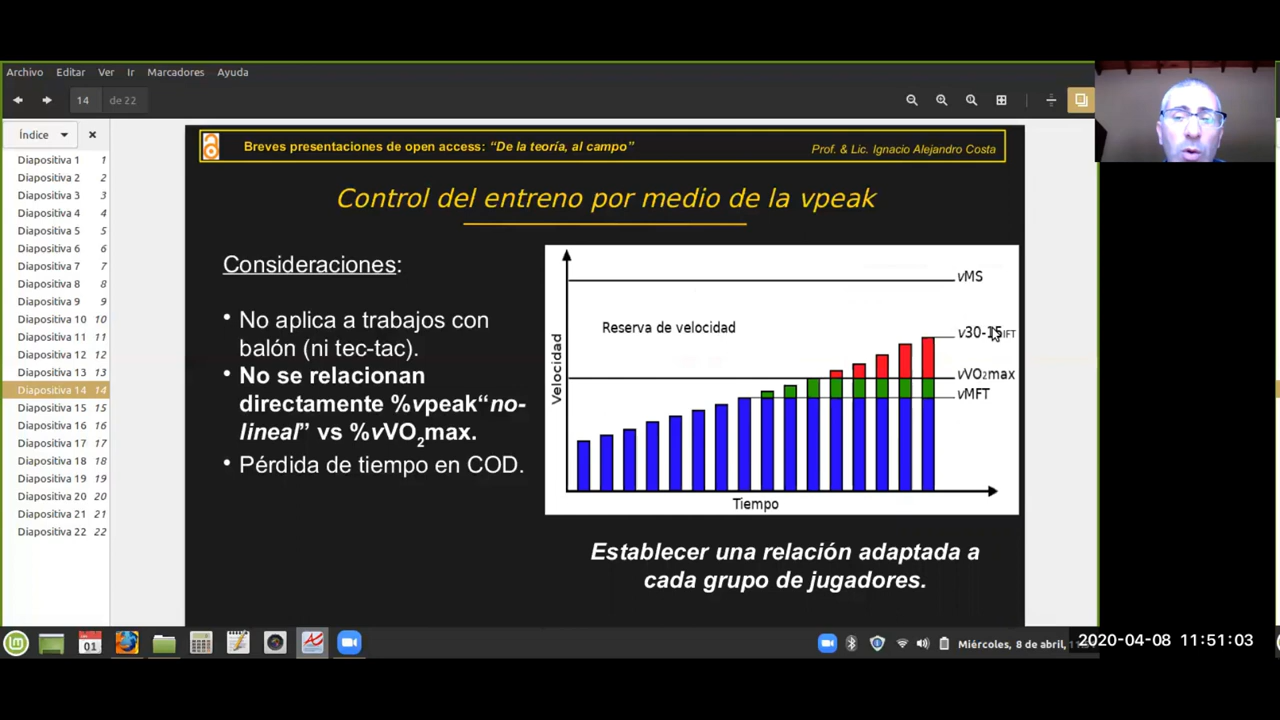 Archivo Editar Ver Ir Marcadores Ayuda
14 de 22
Índice
Diapositiva 1 1
Diapositiva 2 2
Diapositiva 3 3
Diapositiva 4 4
Diapositiva 5 5
Diapositiva 6 6
Diapositiva 7 7
Diapositiva 8 8
Diapositiva 9 9
Diapositiva 10 10
Diapositiva 11 11
Diapositiva 12 12
Diapositiva 13 13
Diapositiva 14 14
Diapositiva 15 15
Diapositiva 16 16
Diapositiva 17 17
Diapositiva 18 18
Diapositiva 19 19
Diapositiva 20 20
Diapositiva 21 21
Diapositiva 22 22
Breves presentaciones de open access: “De la teoría, al campo”
Prof. & Lic. Ignacio Alejandro Costa
Control del entreno por medio de la vpeak
Consideraciones:
• No aplica a trabajos con
balón (ni tec-tac).
• No se relacionan
directamente %vpeak“no-
lineal” vs %vVO2max.
• Pérdida de tiempo en COD.
vMS
Reserva de velocidad
v30-15IFT
vVO2max
vMFT
Velocidad
Tiempo
Establecer una relación adaptada a
cada grupo de jugadores.
01
Miércoles, 8 de abril,
2020-04-08 11:51:03